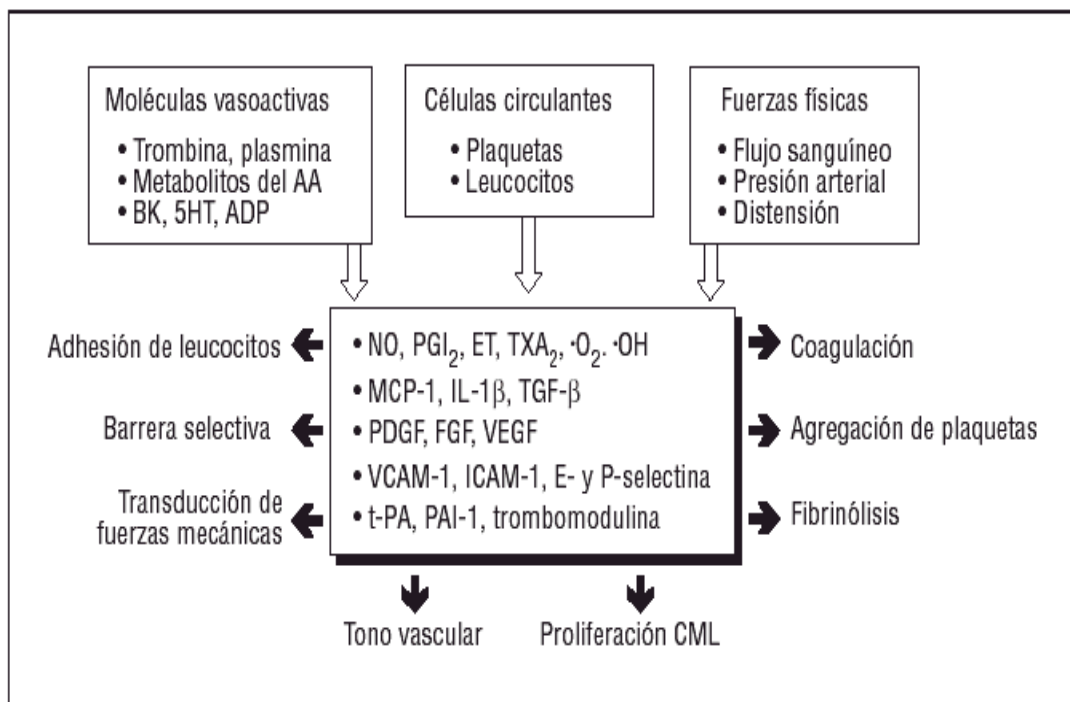 Moléculas vasoactivas
• Trombina, plasmina
• Metabolitos del AA
• BK, 5HT, ADP
Células circulantes
• Plaquetas
• Leucocitos
Fuerzas físicas
• Flujo sanguíneo
• Presión arterial
• Distensión
Adhesión de leucocitos
Barrera selectiva
Transducción de
fuerzas mecánicas
• NO, PGI₂, ET, TXA₂, ·O₂. ·OH
• MCP-1, IL-1β, TGF-β
• PDGF, FGF, VEGF
• VCAM-1, ICAM-1, E- y P-selectina
• t-PA, PAI-1, trombomodulina
Coagulación
Agregación de plaquetas
Fibrinólisis
Tono vascular
Proliferación CML